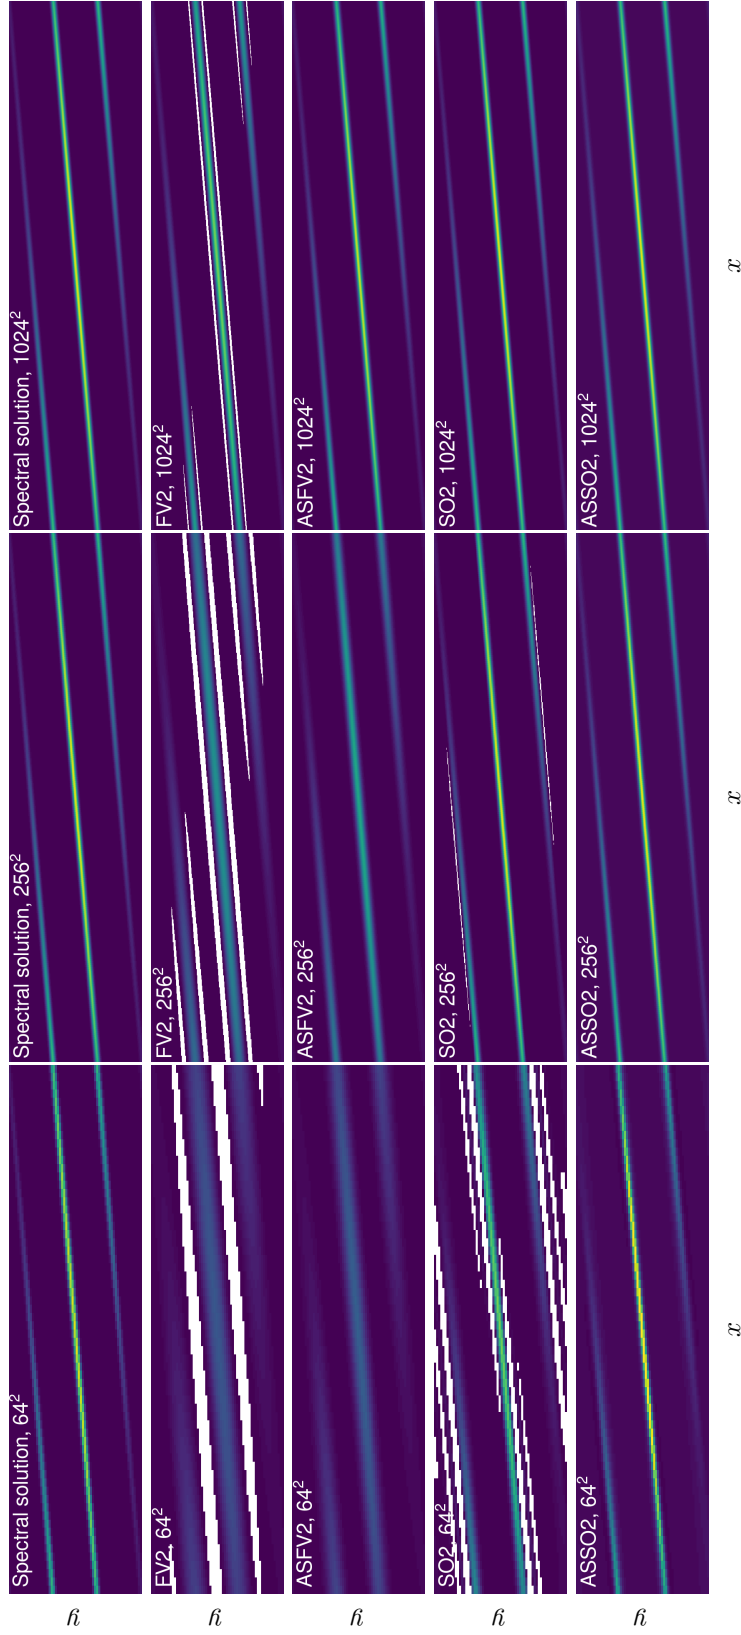 y
Spectral solution, 64²
Spectral solution, 256²
Spectral solution, 1024²
y
FV2, 64²
FV2, 256²
FV2, 1024²
y
ASFV2, 64²
ASFV2, 256²
ASFV2, 1024²
y
SO2, 64²
SO2, 256²
SO2, 1024²
y
ASSO2, 64²
ASSO2, 256²
ASSO2, 1024²
x
x
x